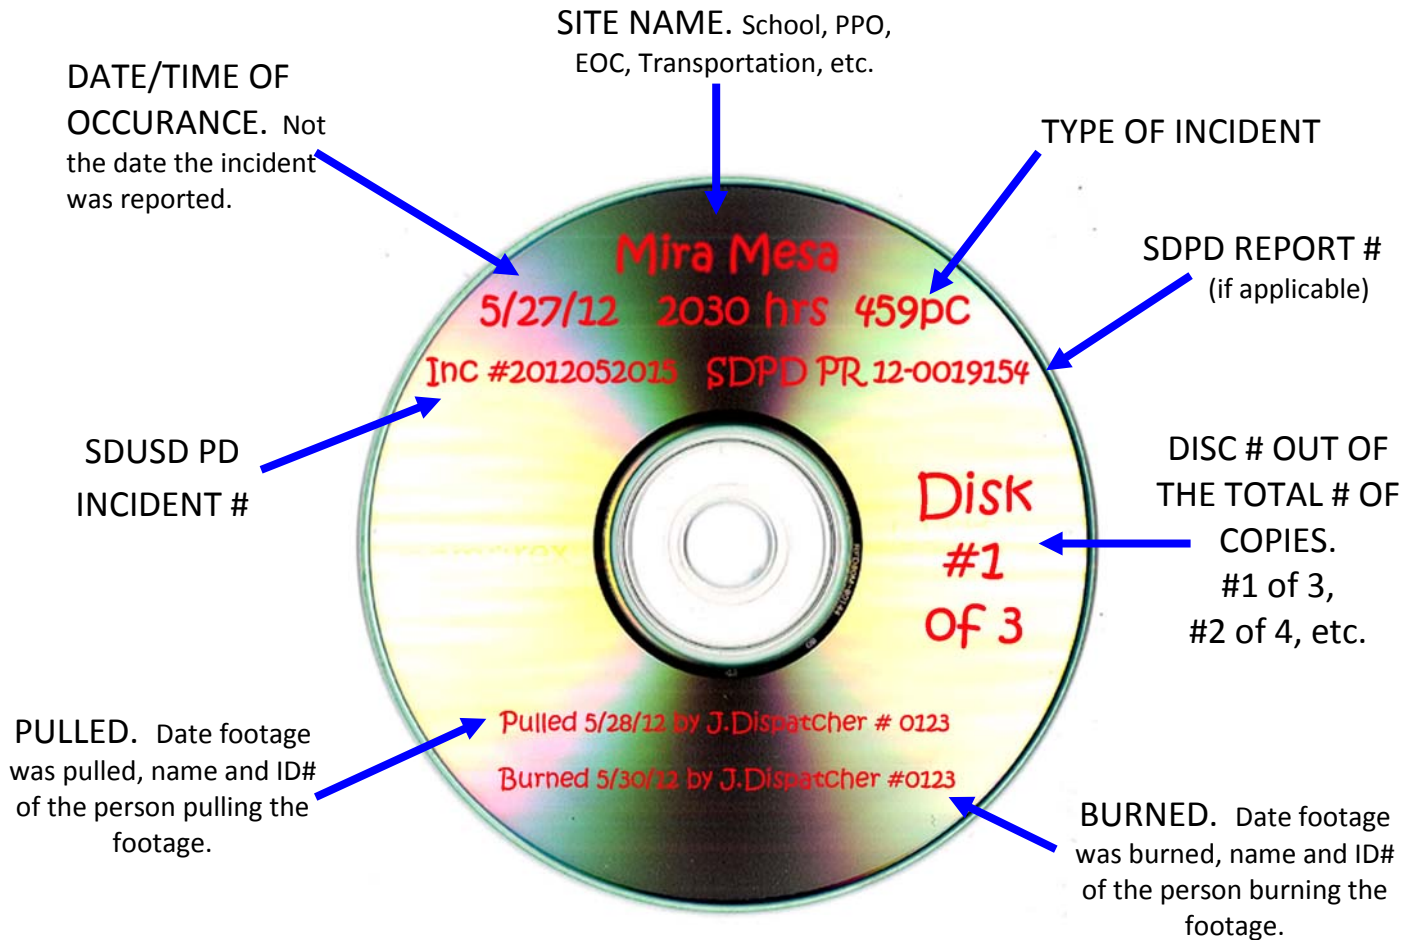 SITE NAME. School, PPO,
EOC, Transportation, etc.
DATE/TIME OF
OCCURANCE. Not
the date the incident
was reported.
TYPE OF INCIDENT
SDPD REPORT #
(if applicable)
Mira Mesa
5/27/12 2030 hrs 459pc
Inc #2012052015 SDPD PR 12-0019154
SDUSD PD
INCIDENT #
Disk
#1
of 3
DISC # OUT OF
THE TOTAL # OF
COPIES.
#1 of 3,
#2 of 4, etc.
Pulled 5/28/12 by J.Dispatcher # 0123
Burned 5/30/12 by J.Dispatcher #0123
PULLED. Date footage
was pulled, name and ID#
of the person pulling the
footage.
BURNED. Date footage
was burned, name and ID#
of the person burning the
footage.